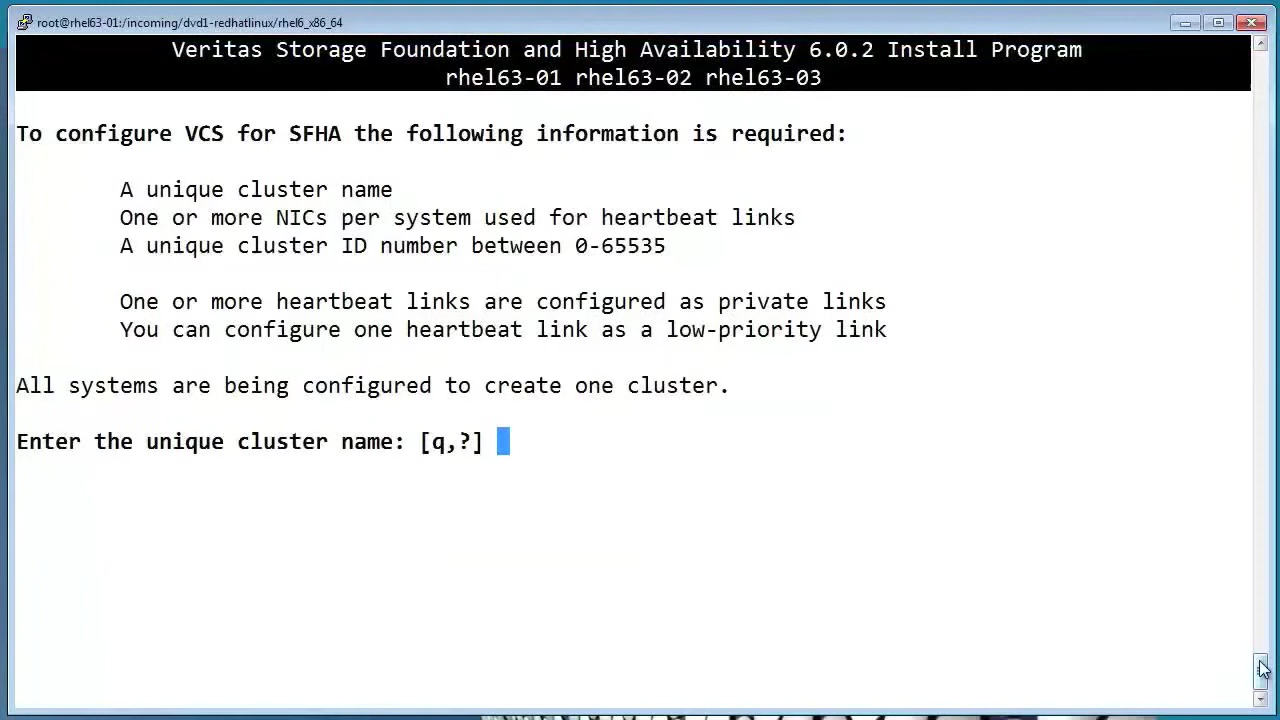 root@rhel63-01:/incoming/dvd1-redhatlinux/rhel6_x86_64
Veritas Storage Foundation and High Availability 6.0.2 Install Program
rhel63-01 rhel63-02 rhel63-03
To configure VCS for SFHA the following information is required:
A unique cluster name
One or more NICs per system used for heartbeat links
A unique cluster ID number between 0-65535
One or more heartbeat links are configured as private links
You can configure one heartbeat link as a low-priority link
All systems are being configured to create one cluster.
Enter the unique cluster name: [q,?]